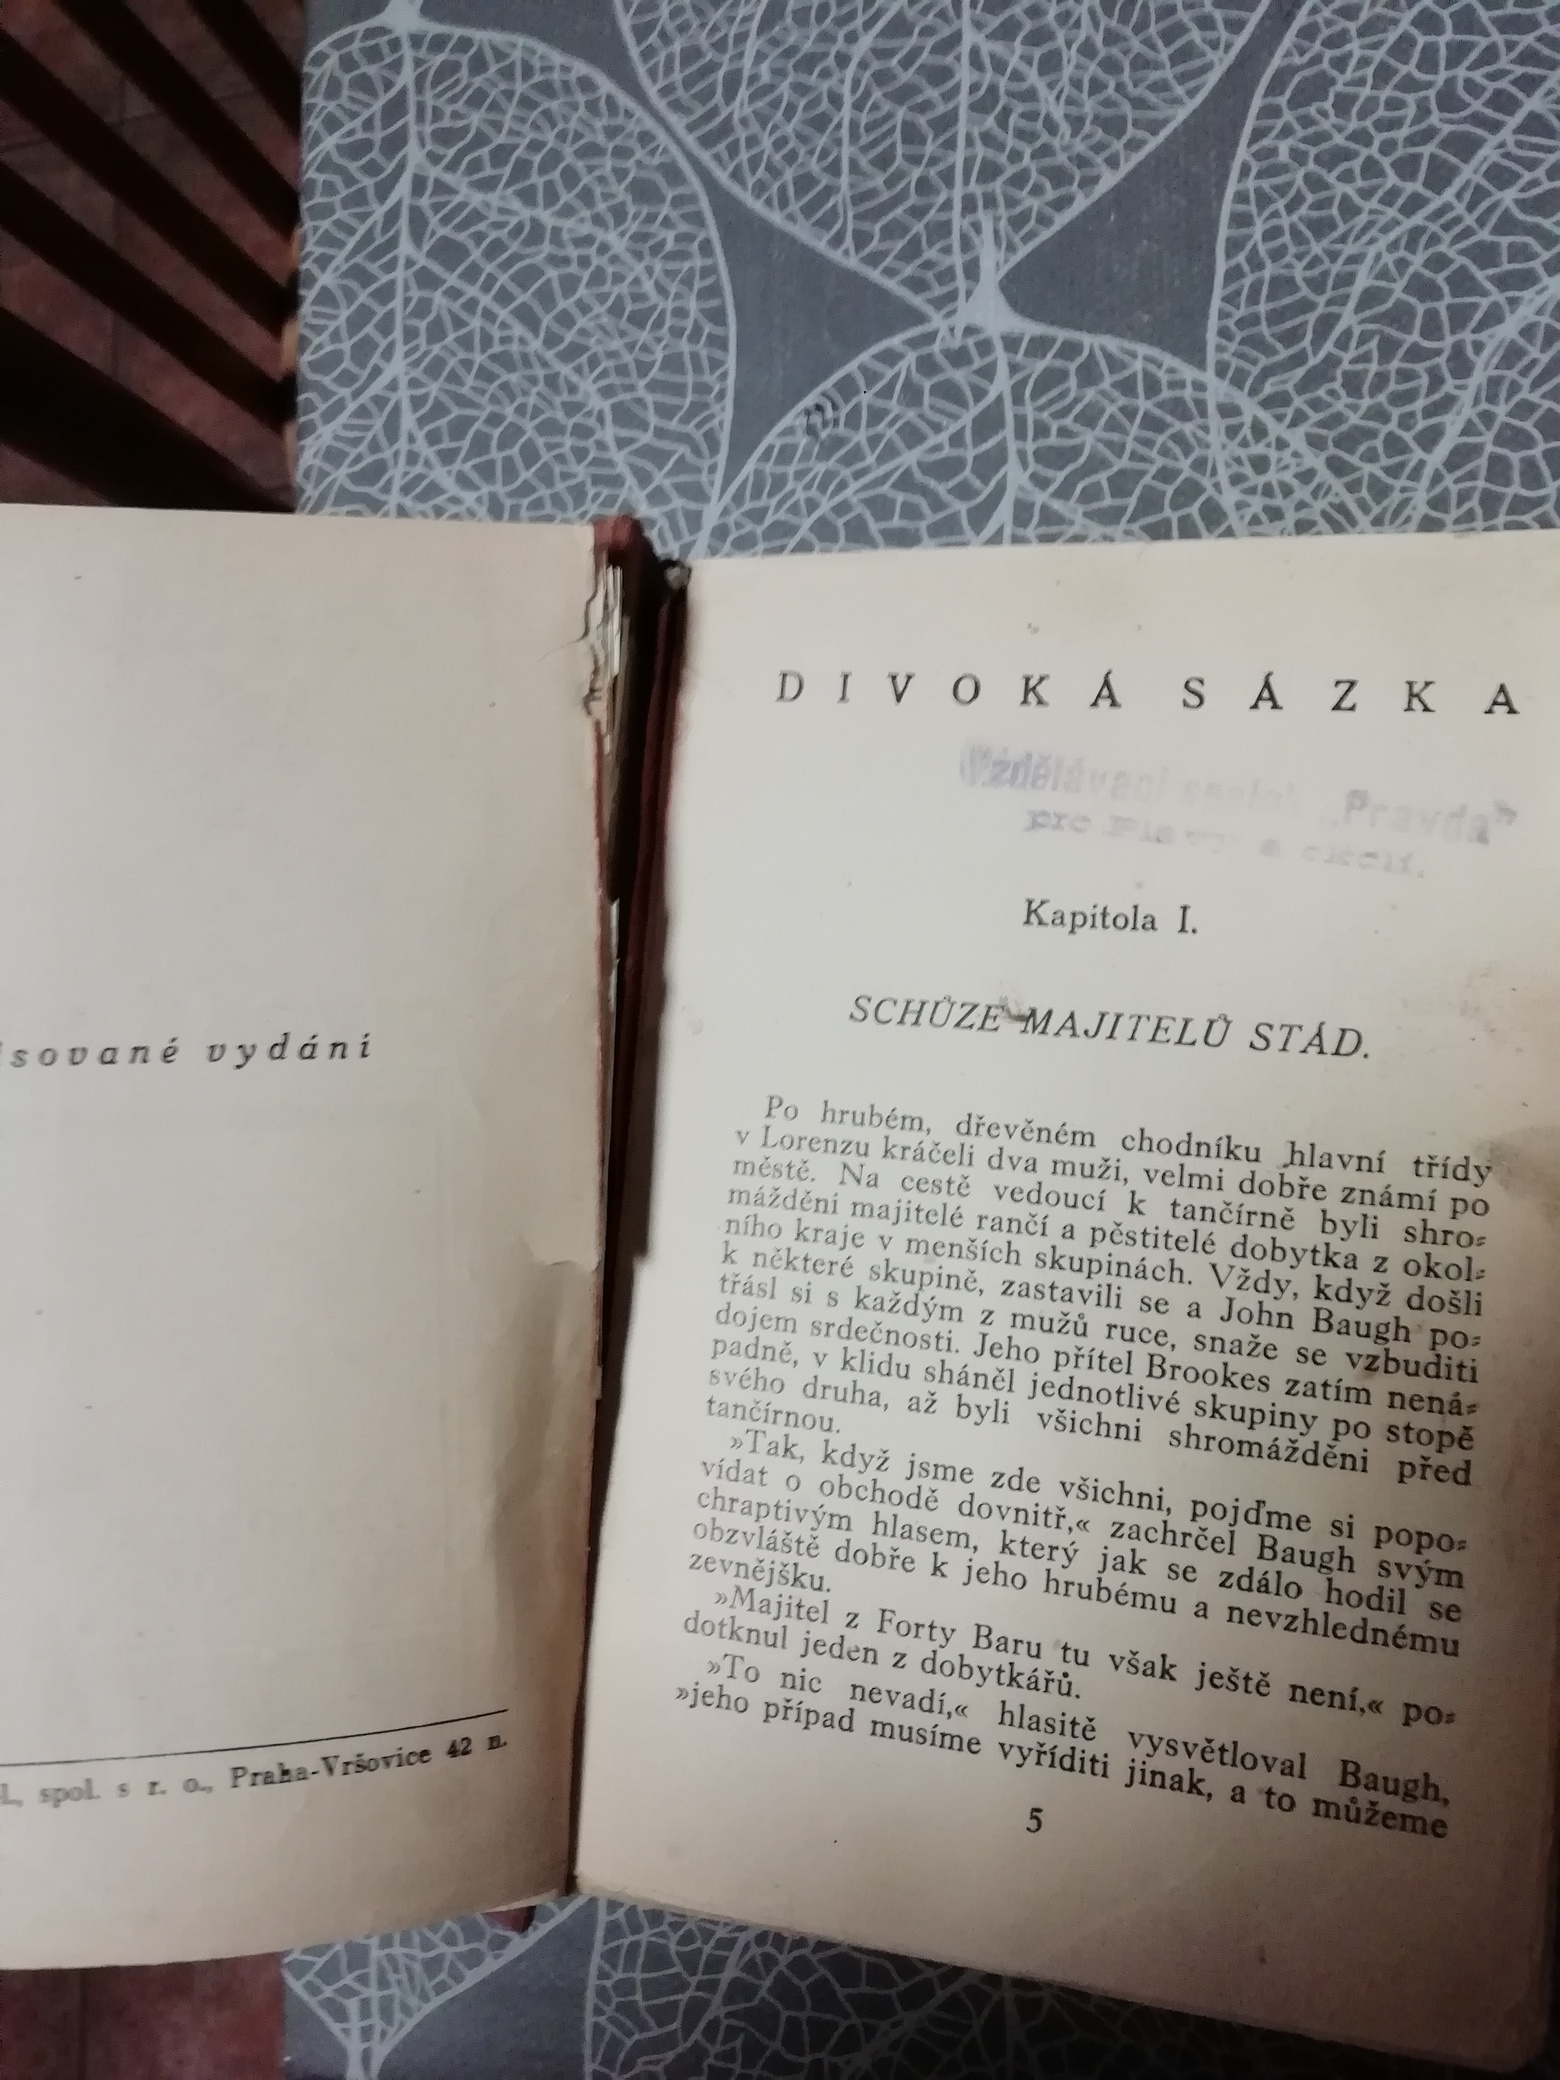 isované vydání
l., spol. s r. o., Praha-Vršovice 42 n.
DIVOKÁ SÁZKA
Vzdělávací spolek „Pravda"
pro a okolí.
Kapitola I.
SCHŮZE MAJITELŮ STÁD.
Po hrubém, dřevěném chodníku hlavní třídy
v Lorenzu kráčeli dva muži, velmi dobře známí po
městě. Na cestě vedoucí k tančírně byli shro-
mážděni majitelé rančí a pěstitelé dobytka z okol-
ního kraje v menších skupinách. Vždy, když došli
k některé skupině, zastavili se a John Baugh po-
třásl si s každým z mužů ruce, snaže se vzbuditi
dojem srdečnosti. Jeho přítel Brookes zatím nená-
padně, v klidu sháněl jednotlivé skupiny po stopě
svého druha, až byli všichni shromážděni před
tančírnou.
»Tak, když jsme zde všichni, pojďme si popo-
vídat o obchodě dovnitř,« zachrčel Baugh svým
chraptivým hlasem, který jak se zdálo hodil se
obzvláště dobře k jeho hrubému a nevzhlednému
zevnějšku.
»Majitel z Forty Baru tu však ještě není,« po-
dotknul jeden z dobytkářů.
»To nic nevadí,« hlasitě vysvětloval Baugh,
»jeho případ musíme vyříditi jinak, a to můžeme
5